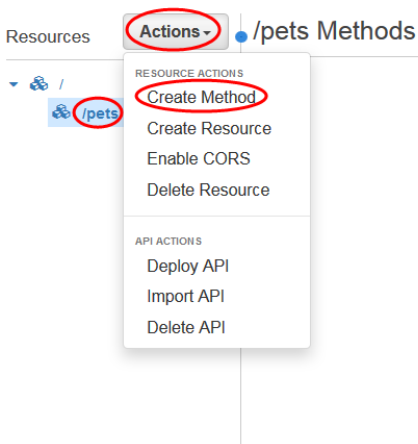 Resources
Actions
/pets Methods
/
/pets
RESOURCE ACTIONS
Create Method
Create Resource
Enable CORS
Delete Resource
API ACTIONS
Deploy API
Import API
Delete API